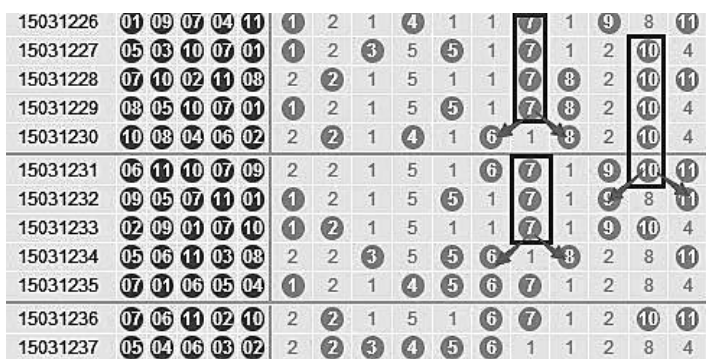 15031226 01 09 07 04 11 1 2 1 4 1 1 7 1 9 8 11
15031227 05 03 10 07 01 1 2 3 5 5 1 7 1 2 10 4
15031228 07 10 02 11 08 2 2 1 5 1 1 7 8 2 10 11
15031229 08 05 10 07 01 1 2 1 5 5 1 7 8 2 10 4
15031230 10 08 04 06 02 2 2 1 4 1 6 1 8 2 10 4
15031231 06 11 10 07 09 2 2 1 5 1 6 7 1 9 10 11
15031232 09 05 07 11 01 1 2 1 5 5 1 7 1 9 8 11
15031233 02 09 01 07 10 1 2 1 5 1 1 7 1 9 10 4
15031234 05 06 11 03 08 2 2 3 5 5 6 1 8 2 8 11
15031235 07 01 06 05 04 1 2 1 4 5 6 7 1 2 8 4
15031236 07 06 11 02 10 2 2 1 5 1 6 7 1 2 10 11
15031237 05 04 06 03 02 2 2 3 4 5 6 1 1 2 8 4